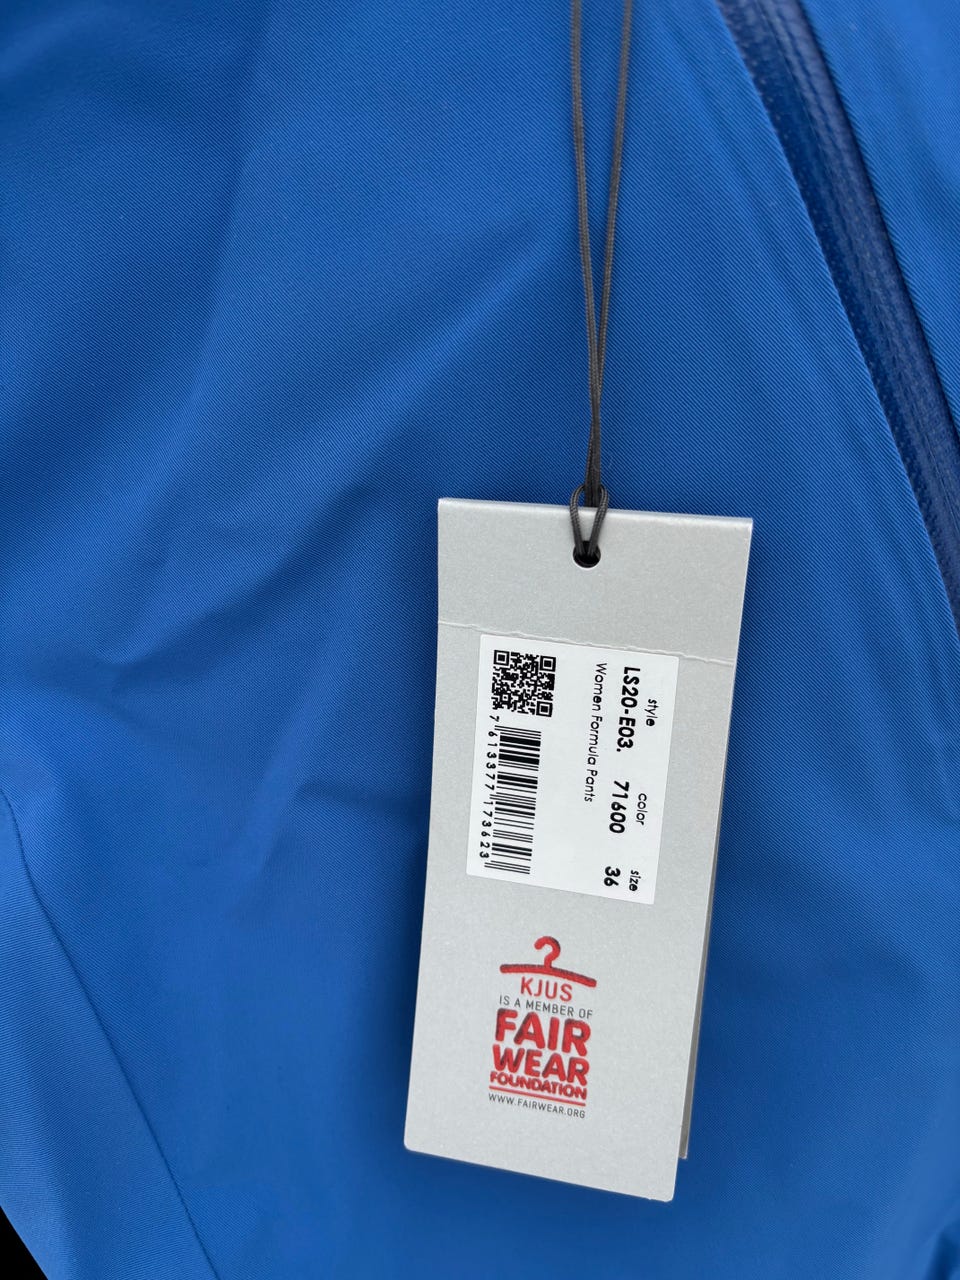 style
LS20-E03.
color
71600
size
36
Women Formula Pants
7 613377 173623
KJUS
IS A MEMBER OF
FAIR
WEAR
FOUNDATION
WWW.FAIRWEAR.ORG